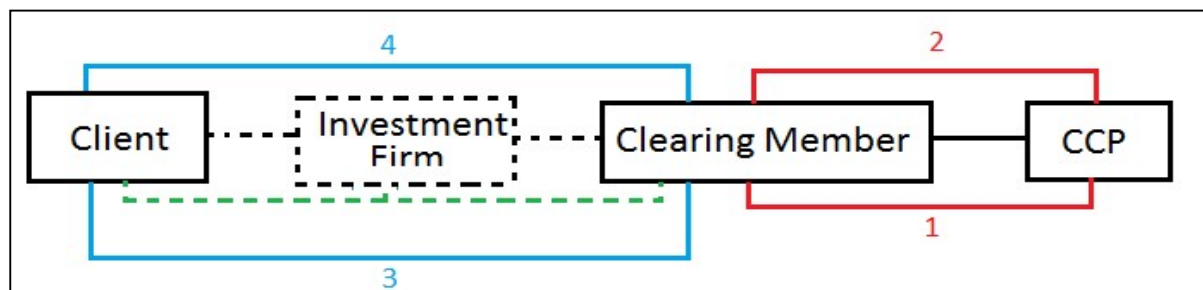 4
2
Client
Investment
Firm
Clearing Member
CCP
1
3